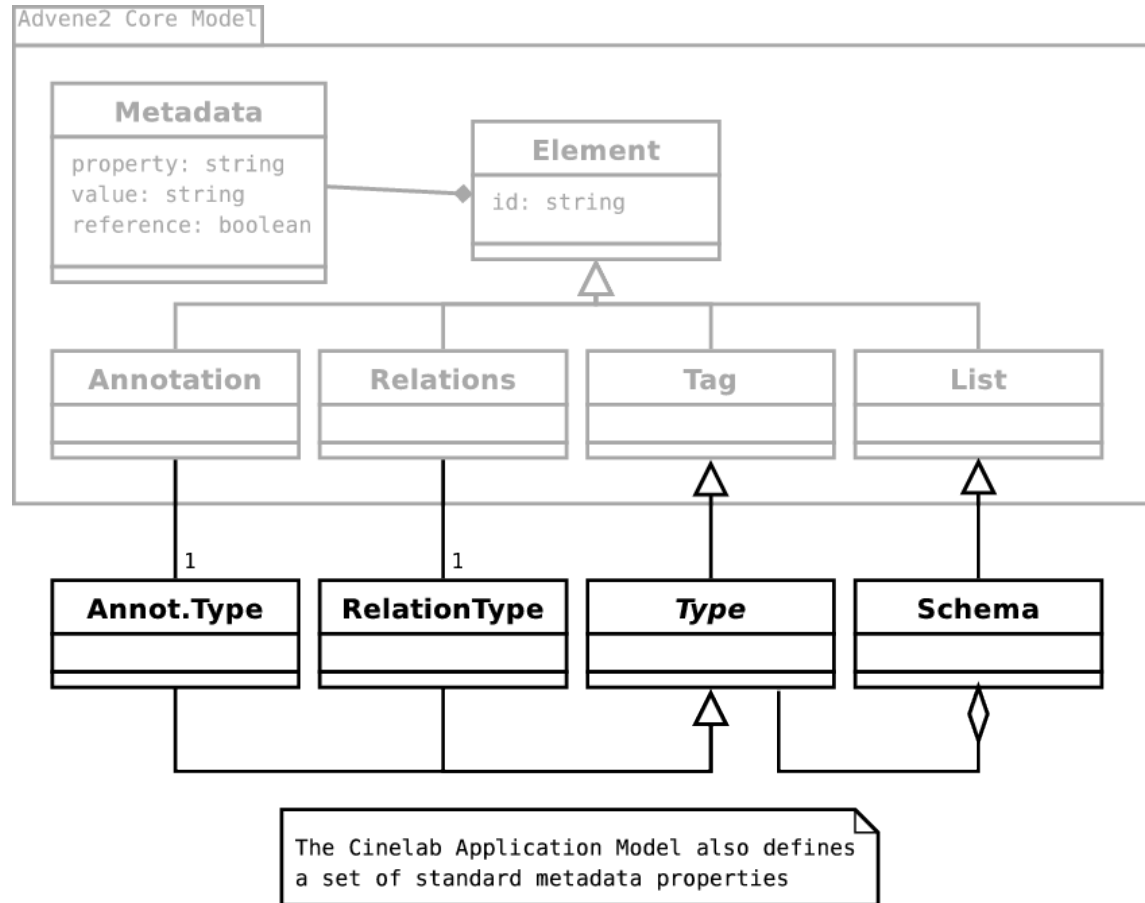 Advene2 Core Model
Metadata
property: string
value: string
reference: boolean
Element
id: string
Annotation
Relations
Tag
List
1
1
Annot.Type
RelationType
Type
Schema
The Cinelab Application Model also defines
a set of standard metadata properties